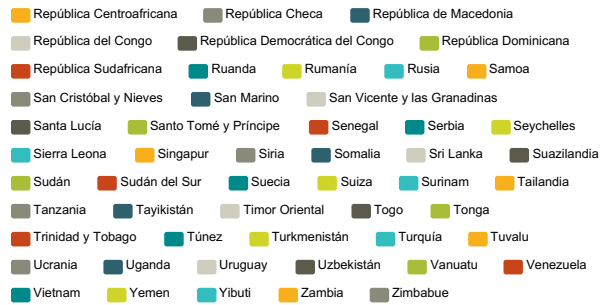 República Centroafricana República Checa República de Macedonia
República del Congo República Democrática del Congo República Dominicana
República Sudafricana Ruanda Rumanía Rusia Samoa
San Cristóbal y Nieves San Marino San Vicente y las Granadinas
Santa Lucía Santo Tomé y Príncipe Senegal Serbia Seychelles
Sierra Leona Singapur Siria Somalia Sri Lanka Suazilandia
Sudán Sudán del Sur Suecia Suiza Surinam Tailandia
Tanzania Tayikistán Timor Oriental Togo Tonga
Trinidad y Tobago Túnez Turkmenistán Turquía Tuvalu
Ucrania Uganda Uruguay Uzbekistán Vanuatu Venezuela
Vietnam Yemen Yibuti Zambia Zimbabue